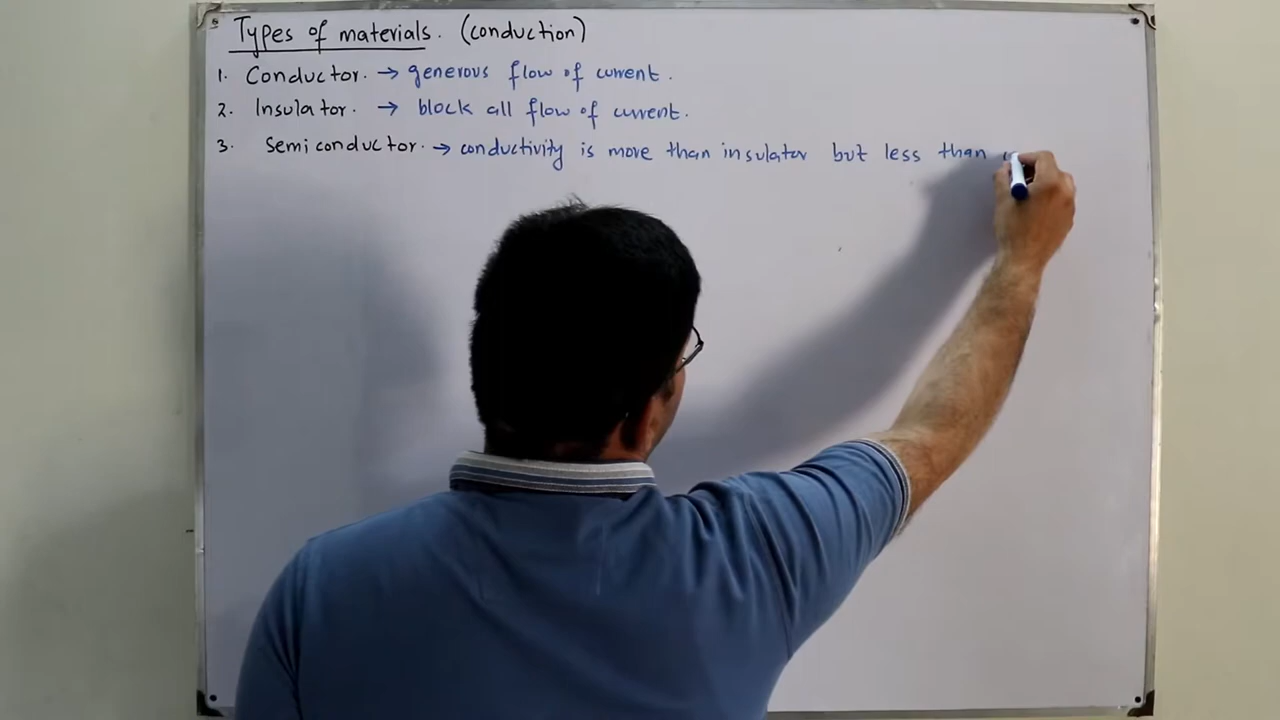 Types of materials. (conduction)
1. Conductor. → generous flow of current.
2. Insulator. → block all flow of current.
3. Semiconductor. → conductivity is more than insulator but less than